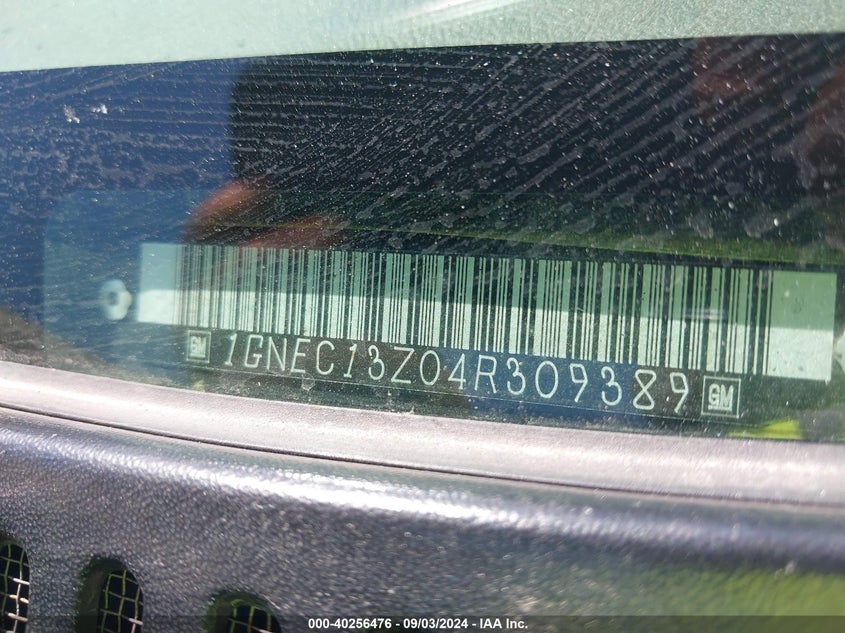 GM 1GNEC13Z04R309389 GM
000-40256476 - 09/03/2024 - IAA Inc.